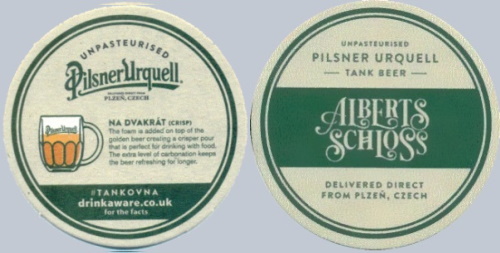 UNPASTEURISED
Pilsner Urquell
PLZEŇ, CZECH
Pilsner Urquell
NA DVAKRÁT (CRISP)
The foam is added on top of the
golden beer creating a crisper pour
that is perfect for drinking with food.
The extra level of carbonation keeps
the beer refreshing for longer.
#TANKOVNA
drinkaware.co.uk
for the facts
UNPASTEURISED
PILSNER URQUELL
TANK BEER
ALBERTS
SCHLOSS
DELIVERED DIRECT
FROM PLZEŇ, CZECH